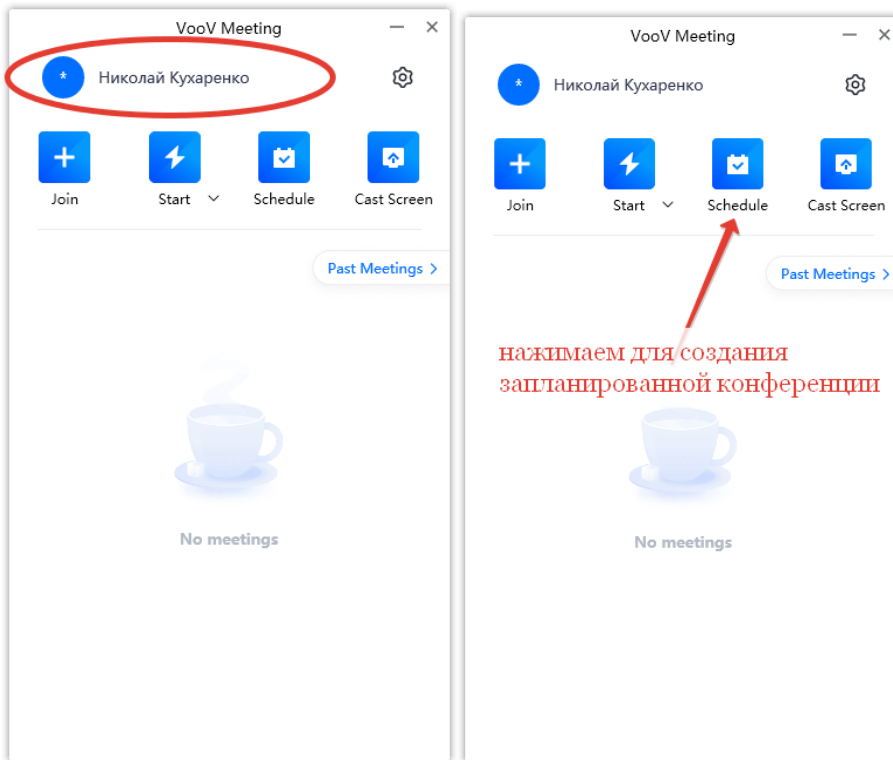 VooV Meeting
* Николай Кухаренко
Join Start Schedule Cast Screen
Past Meetings >
No meetings
VooV Meeting
* Николай Кухаренко
Join Start Schedule Cast Screen
Past Meetings >
нажимаем для создания
запланированной конференции
No meetings